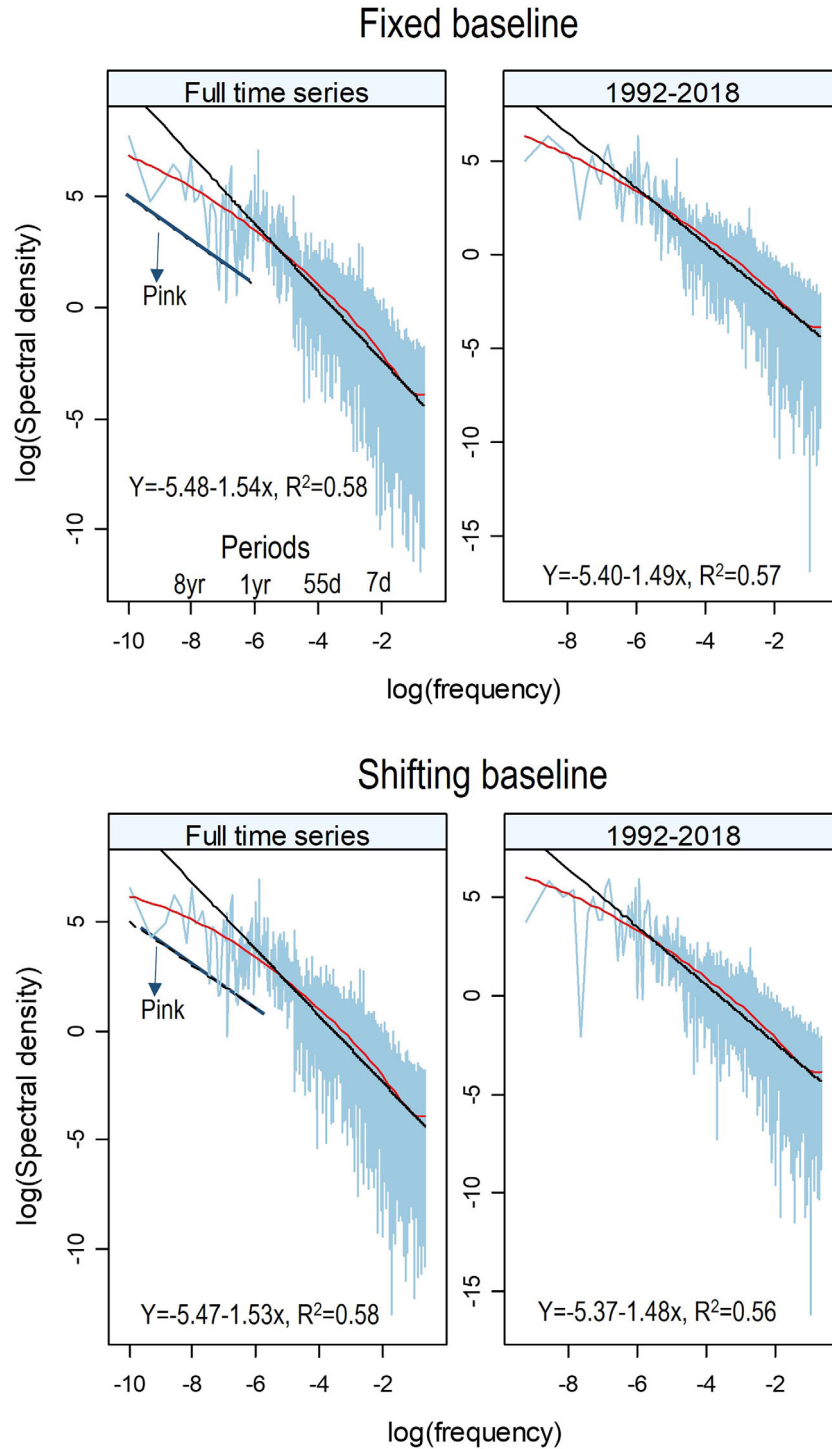 Fixed baseline
Full time series
1992-2018
log(Spectral density)
5
0
-5
-10
Pink
Y=-5.48-1.54x, R²=0.58
Periods
8yr 1yr 55d 7d
-10 -8 -6 -4 -2
5
0
-5
-10
-15
Y=-5.40-1.49x, R²=0.57
-8 -6 -4 -2
log(frequency)
Shifting baseline
Full time series
1992-2018
log(Spectral density)
5
0
-5
-10
Pink
Y=-5.47-1.53x, R²=0.58
-10 -8 -6 -4 -2
5
0
-5
-10
-15
Y=-5.37-1.48x, R²=0.56
-8 -6 -4 -2
log(frequency)